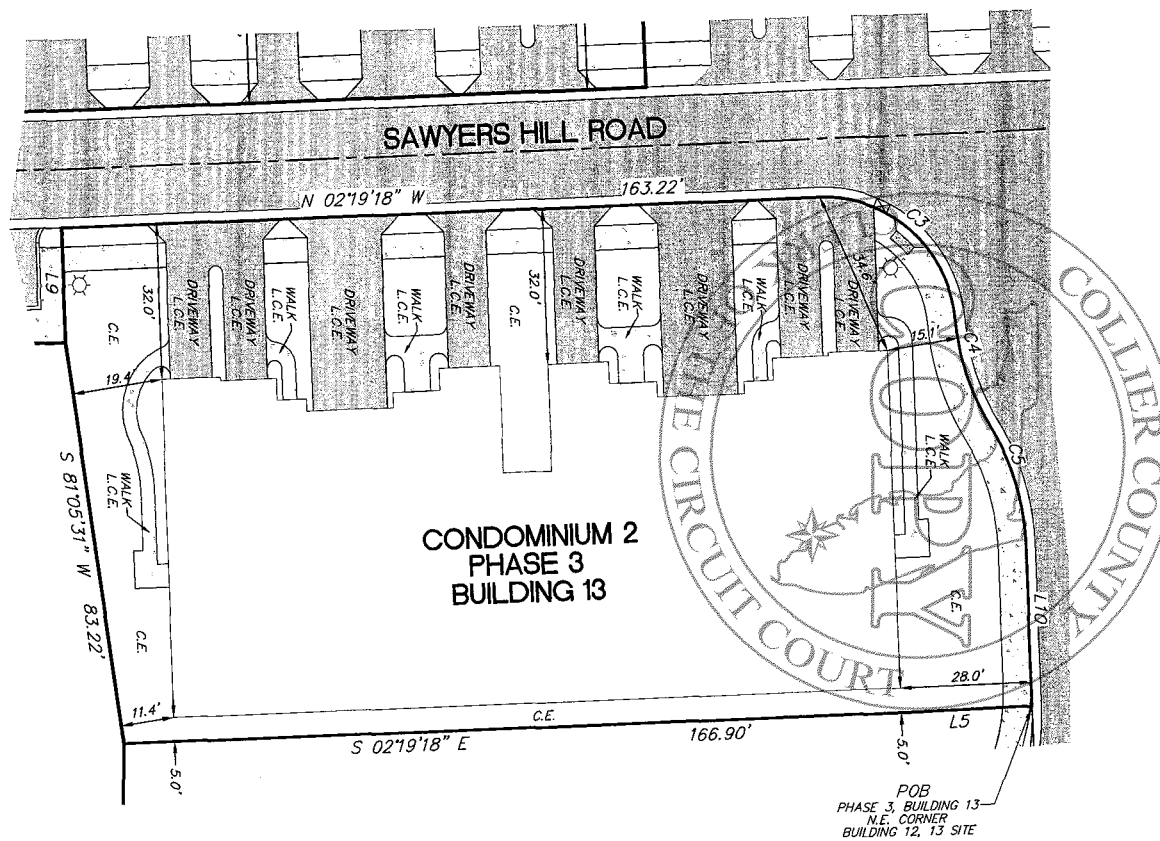 SAWYERS HILL ROAD
N 02°19'18" W
163.22'
C3
L9
32.0'
C.E.
DRIVEWAY
L.C.E.
DRIVEWAY
L.C.E.
WALK
L.C.E.
DRIVEWAY
L.C.E.
WALK
L.C.E.
DRIVEWAY
L.C.E.
C.E.
32.0'
DRIVEWAY
L.C.E.
WALK
L.C.E.
DRIVEWAY
L.C.E.
WALK
L.C.E.
DRIVEWAY
L.C.E.
DRIVEWAY
L.C.E.
15.1'
C4
19.4'
WALK
L.C.E.
WALK
L.C.E.
C5
S 81°05'31" W 83.22'
CONDOMINIUM 2
PHASE 3
BUILDING 13
C.E.
C.E.
L10
11.4'
C.E.
28.0'
S 02°19'18" E
166.90'
L5
5.0'
5.0'
POB
PHASE 3, BUILDING 13
N.E. CORNER
BUILDING 12, 13 SITE
THE CIRCUIT COURT
COLLIER COUNTY
COPY